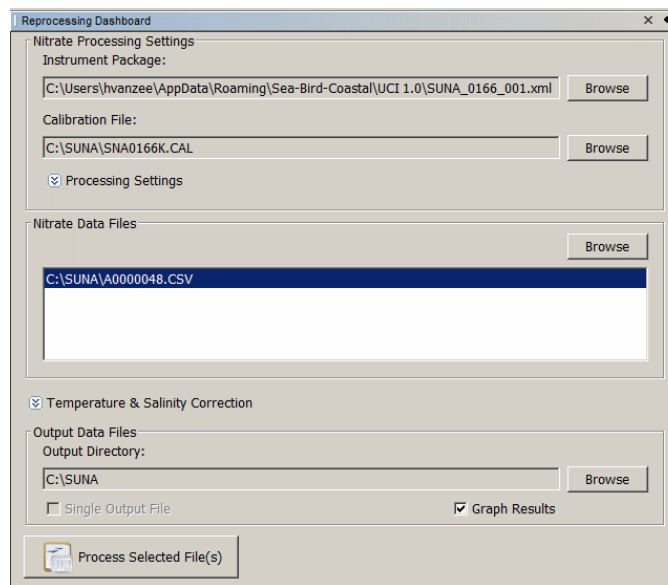 Reprocessing Dashboard
Nitrate Processing Settings
Instrument Package:
C:\Users\hvanzee\AppData\Roaming\Sea-Bird-Coastal\UCI 1.0\SUNA_0166_001.xml
Browse
Calibration File:
C:\SUNA\SNA0166K.CAL
Browse
Processing Settings
Nitrate Data Files
Browse
C:\SUNA\A0000048.CSV
Temperature & Salinity Correction
Output Data Files
Output Directory:
C:\SUNA
Browse
Single Output File
Graph Results
Process Selected File(s)